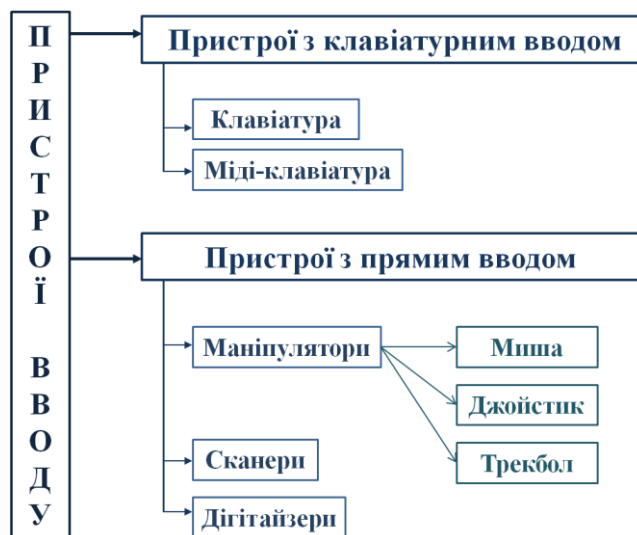 ПРИСТРОЇ ВВОДУ
Пристрої з клавіатурним вводом
Клавіатура
Міді-клавіатура
Пристрої з прямим вводом
Маніпулятори
Миша
Джойстик
Трекбол
Сканери
Дігітайзери